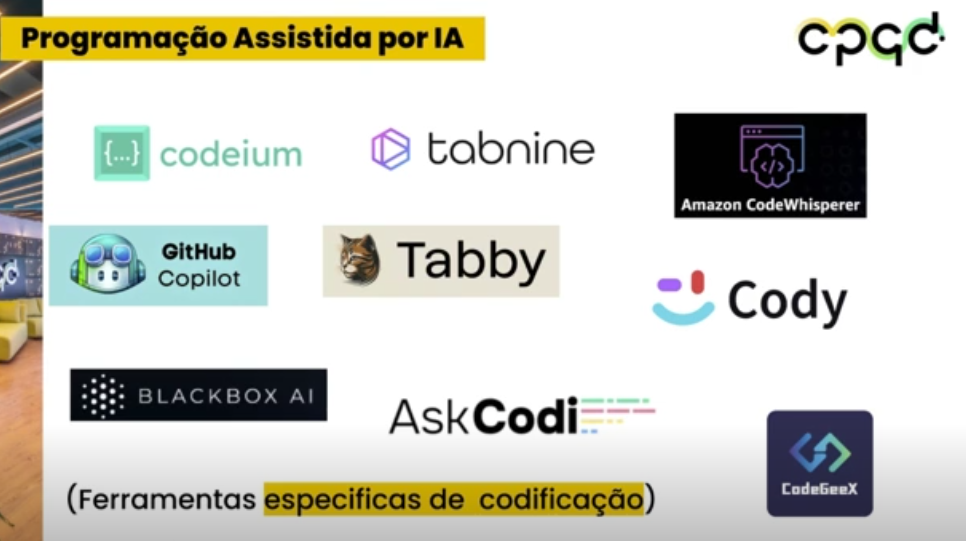 Programação Assistida por IA
cpqd
{...} codeium
tabnine
</>
Amazon CodeWhisperer
GitHub
Copilot
Tabby
Cody
BLACKBOX AI
AskCodi
CodeGeeX
(Ferramentas especificas de codificação)